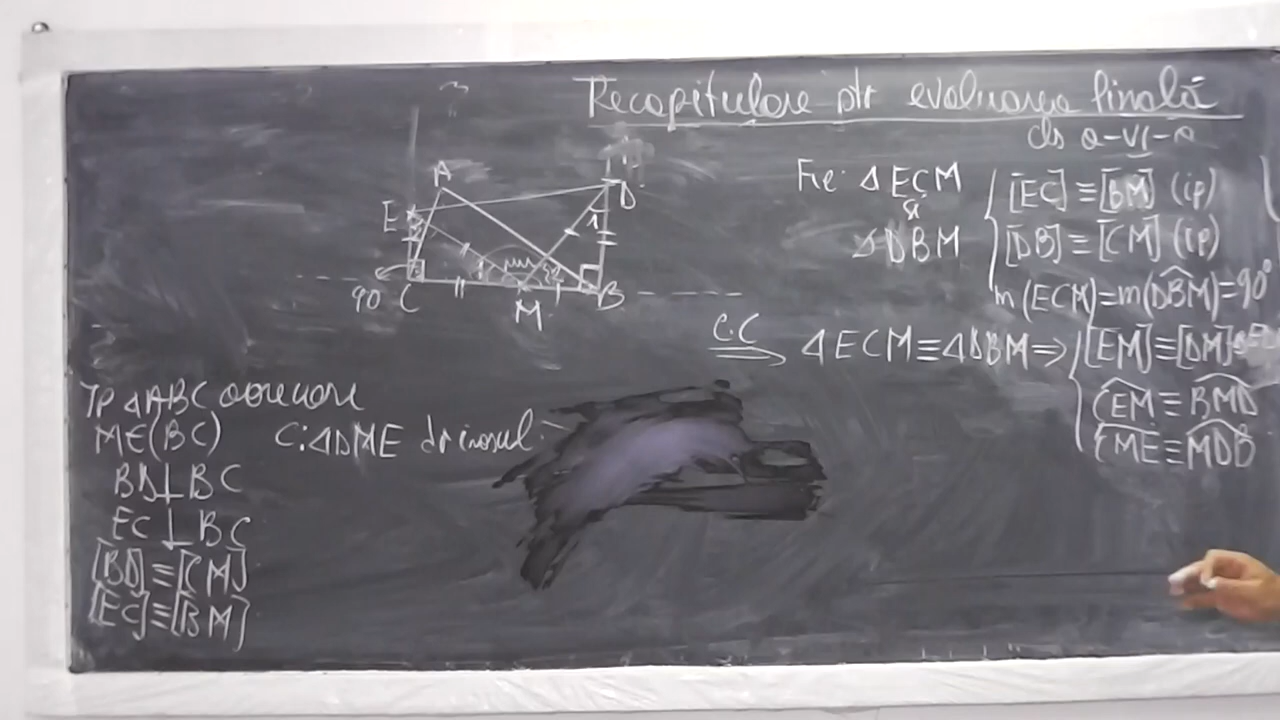 Recapitulare ptr evaluarea finală
cls a-VI-a
A
E
D
90°
C
M
B
Fie: ΔECM
și
ΔDBM
[EC]≡[BM] (ip)
[DB]≡[CM] (ip)
m(ECM)=m(DBM)=90°
C.C
⟹ ΔECM≡ΔDBM⇒
[EM]≡[DM]
CEM≡BMD
CME≡MDB
Ip ΔABC oarecare
M∈(BC)
C: ΔDME dr isoscel.
BD⊥BC
EC⊥BC
[BD]≡[CM]
[EC]≡[BM]